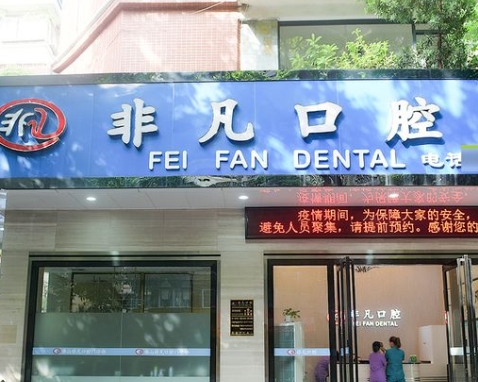 非凡口腔
FEI FAN DENTAL 电话
疫情期间，为保障大家的安全，
避免人员聚集，请提前预约。感谢您的
非凡口腔
FEI FAN DENTAL